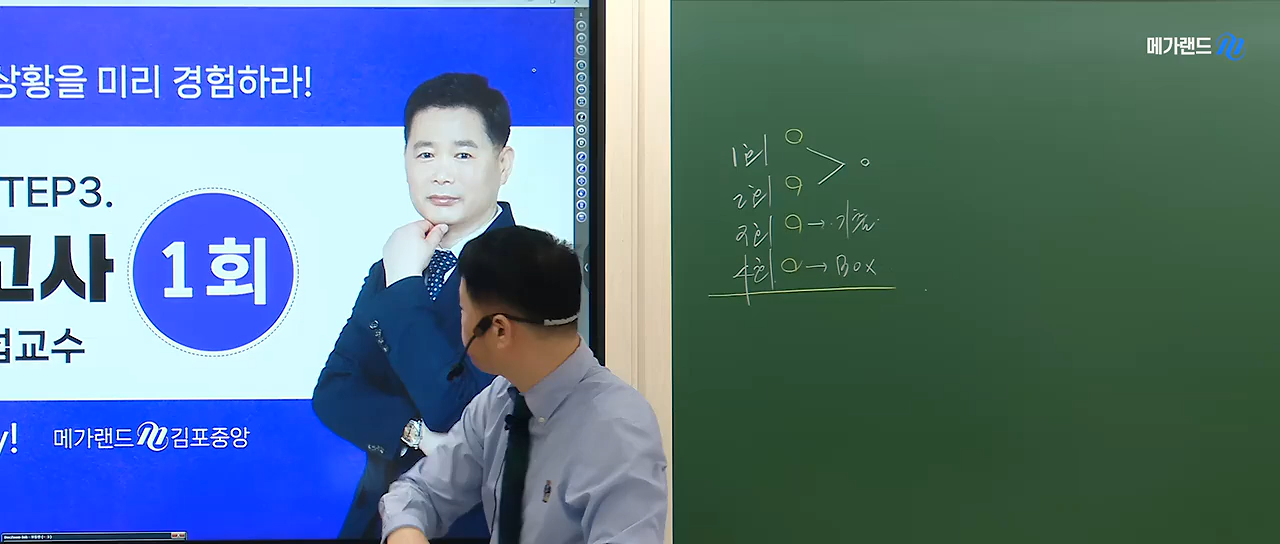 상황을 미리 경험하라!
TEP3.
고사
1회
법교수
y!
메가랜드 김포중앙
메가랜드
1회 O
2회 O
3회 O → 기출
4회 O → BOX